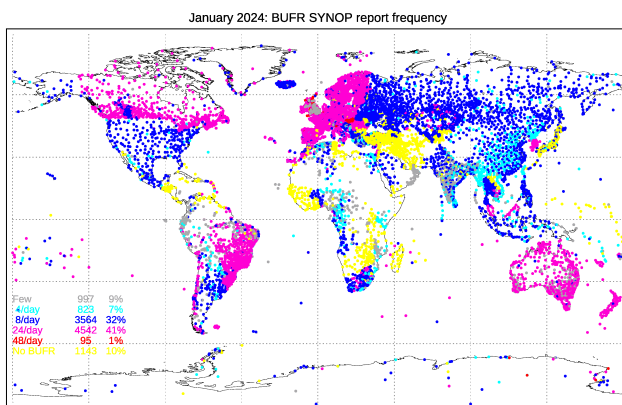 January 2024: BUFR SYNOP report frequency
Few 997 9%
4/day 823 7%
8/day 3564 32%
24/day 4542 41%
48/day 95 1%
No BUFR 1143 10%